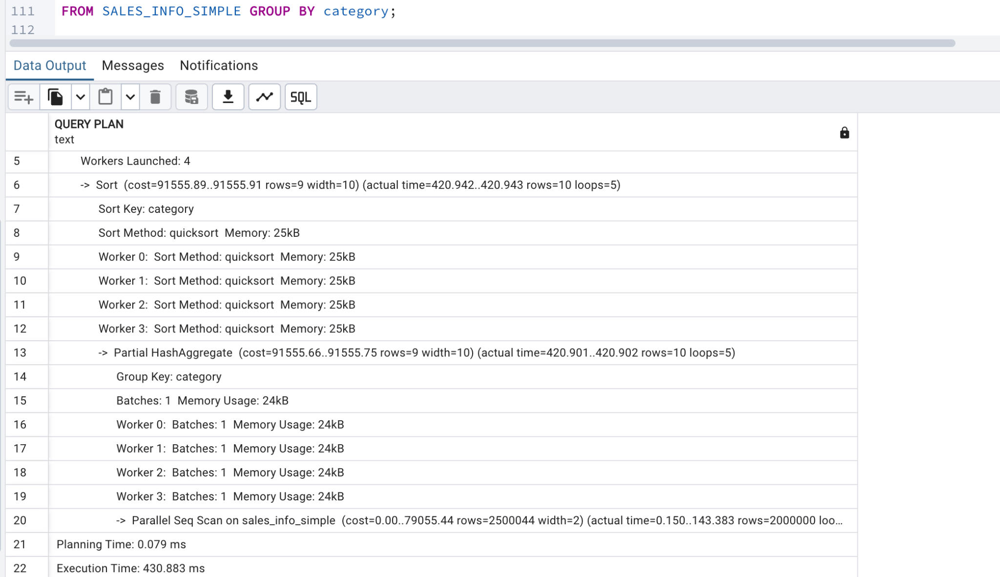 111 FROM SALES_INFO_SIMPLE GROUP BY category;
112
Data Output Messages Notifications
SQL
QUERY PLAN
text
5 Workers Launched: 4
6 -> Sort (cost=91555.89..91555.91 rows=9 width=10) (actual time=420.942..420.943 rows=10 loops=5)
7 Sort Key: category
8 Sort Method: quicksort Memory: 25kB
9 Worker 0: Sort Method: quicksort Memory: 25kB
10 Worker 1: Sort Method: quicksort Memory: 25kB
11 Worker 2: Sort Method: quicksort Memory: 25kB
12 Worker 3: Sort Method: quicksort Memory: 25kB
13 -> Partial HashAggregate (cost=91555.66..91555.75 rows=9 width=10) (actual time=420.901..420.902 rows=10 loops=5)
14 Group Key: category
15 Batches: 1 Memory Usage: 24kB
16 Worker 0: Batches: 1 Memory Usage: 24kB
17 Worker 1: Batches: 1 Memory Usage: 24kB
18 Worker 2: Batches: 1 Memory Usage: 24kB
19 Worker 3: Batches: 1 Memory Usage: 24kB
20 -> Parallel Seq Scan on sales_info_simple (cost=0.00..79055.44 rows=2500044 width=2) (actual time=0.150..143.383 rows=2000000 loo...
21 Planning Time: 0.079 ms
22 Execution Time: 430.883 ms